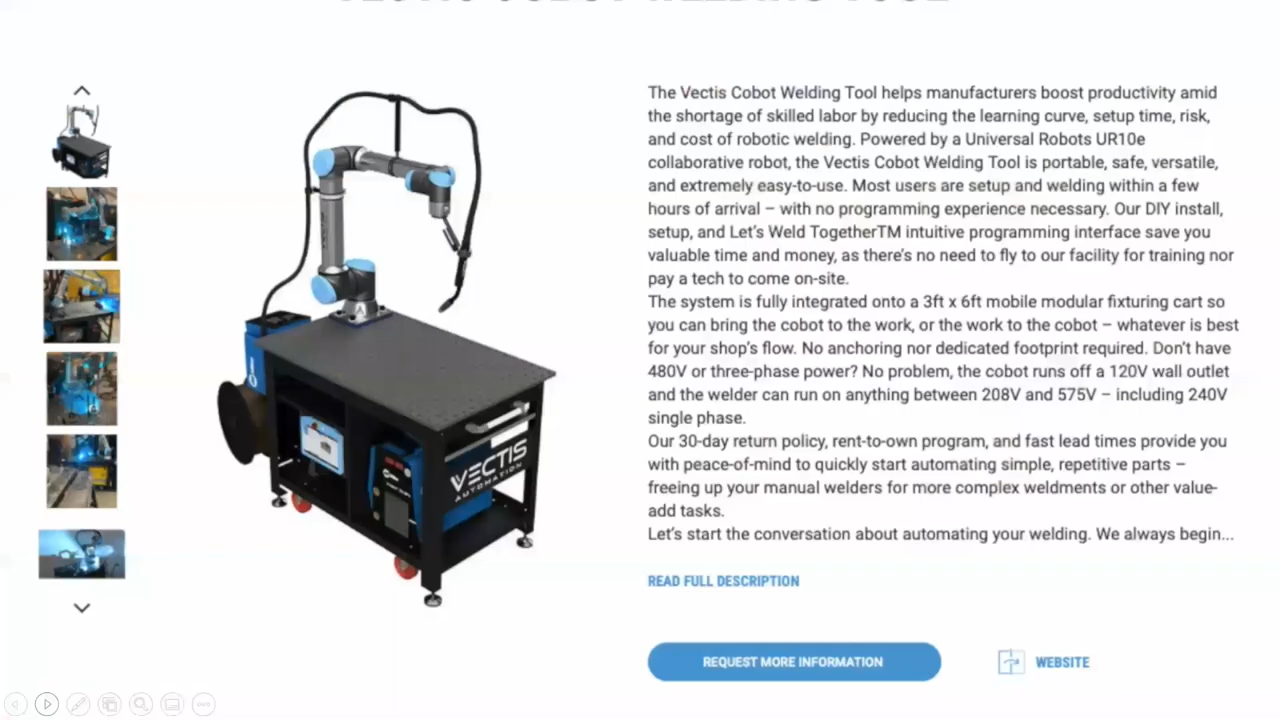 VECTIS COBOT WELDING TOOL
The Vectis Cobot Welding Tool helps manufacturers boost productivity amid
the shortage of skilled labor by reducing the learning curve, setup time, risk,
and cost of robotic welding. Powered by a Universal Robots UR10e
collaborative robot, the Vectis Cobot Welding Tool is portable, safe, versatile,
and extremely easy-to-use. Most users are setup and welding within a few
hours of arrival – with no programming experience necessary. Our DIY install,
setup, and Let's Weld TogetherTM intuitive programming interface save you
valuable time and money, as there's no need to fly to our facility for training nor
pay a tech to come on-site.
The system is fully integrated onto a 3ft x 6ft mobile modular fixturing cart so
you can bring the cobot to the work, or the work to the cobot – whatever is best
for your shop's flow. No anchoring nor dedicated footprint required. Don't have
480V or three-phase power? No problem, the cobot runs off a 120V wall outlet
and the welder can run on anything between 208V and 575V – including 240V
single phase.
Our 30-day return policy, rent-to-own program, and fast lead times provide you
with peace-of-mind to quickly start automating simple, repetitive parts –
freeing up your manual welders for more complex weldments or other value-
add tasks.
Let's start the conversation about automating your welding. We always begin...
READ FULL DESCRIPTION
REQUEST MORE INFORMATION
WEBSITE
VECTIS
AUTOMATION